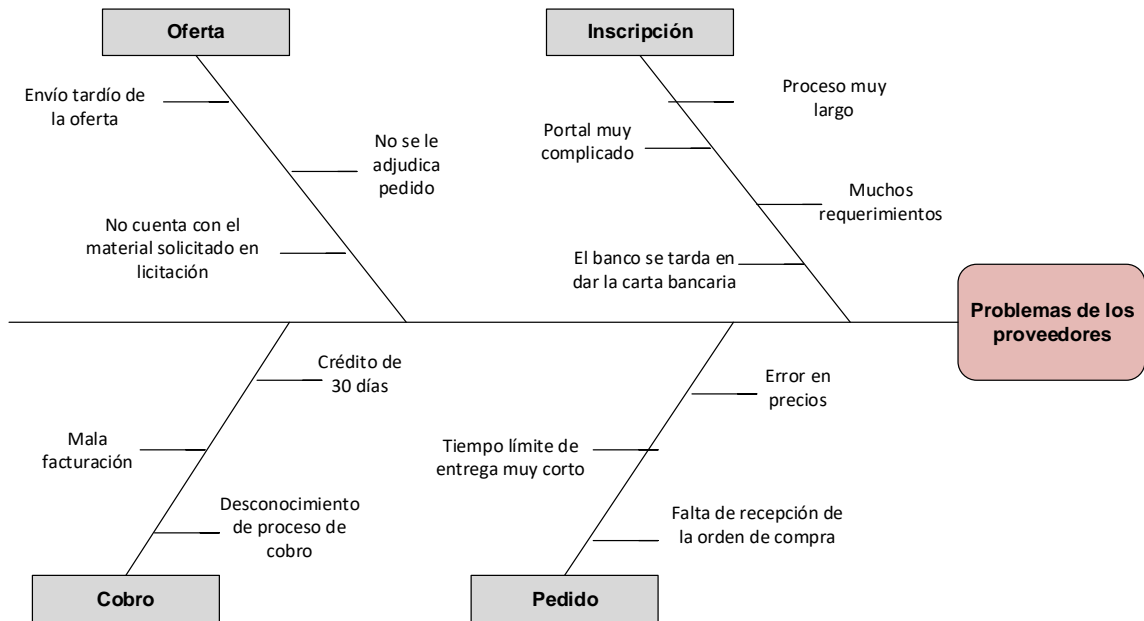 Oferta
Inscripción
Envío tardío de
la oferta
No se le
adjudica
pedido
No cuenta con el
material solicitado en
licitación
Proceso muy
largo
Portal muy
complicado
Muchos
requerimientos
El banco se tarda en
dar la carta bancaria
Problemas de los
proveedores
Crédito de
30 días
Mala
facturación
Desconocimiento
de proceso de
cobro
Error en
precios
Tiempo límite de
entrega muy corto
Falta de recepción de
la orden de compra
Cobro
Pedido